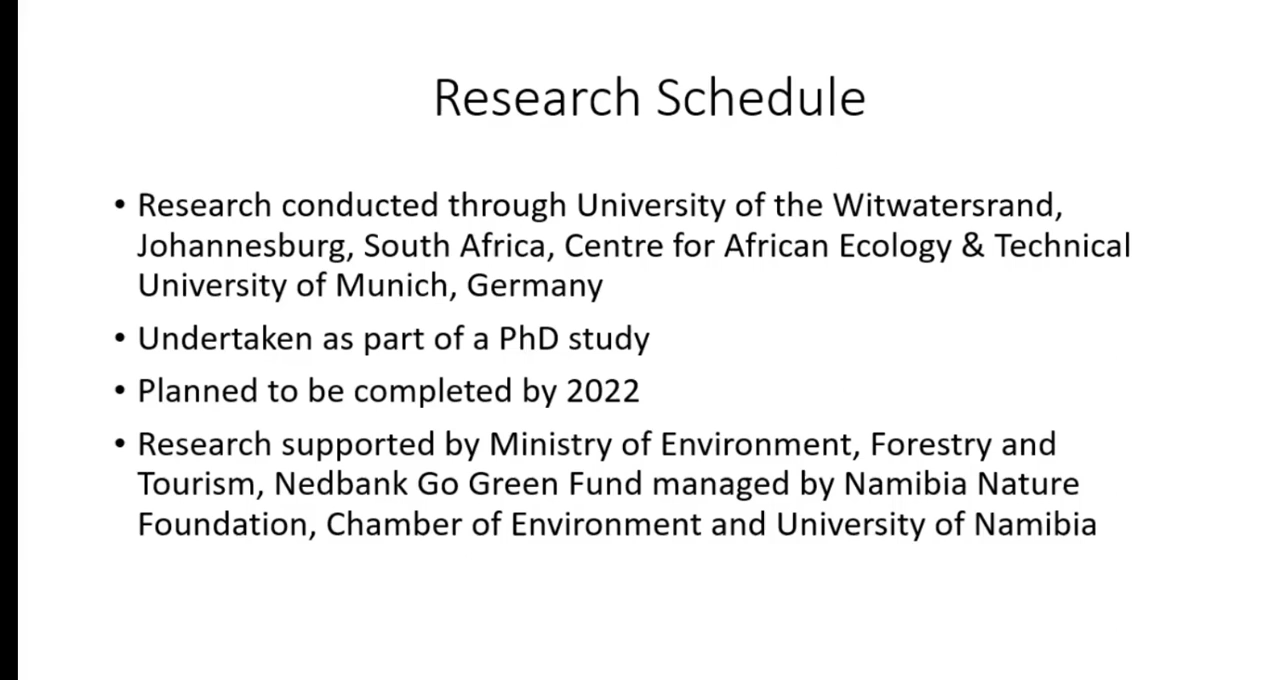 Research Schedule
• Research conducted through University of the Witwatersrand,
Johannesburg, South Africa, Centre for African Ecology & Technical
University of Munich, Germany
• Undertaken as part of a PhD study
• Planned to be completed by 2022
• Research supported by Ministry of Environment, Forestry and
Tourism, Nedbank Go Green Fund managed by Namibia Nature
Foundation, Chamber of Environment and University of Namibia